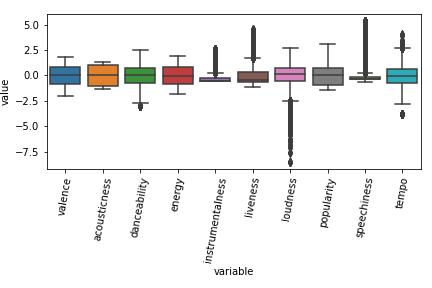 5.0
2.5
0.0
−2.5
−5.0
−7.5
value
valence
acousticness
danceability
energy
instrumentalness
liveness
loudness
popularity
speechiness
tempo
variable